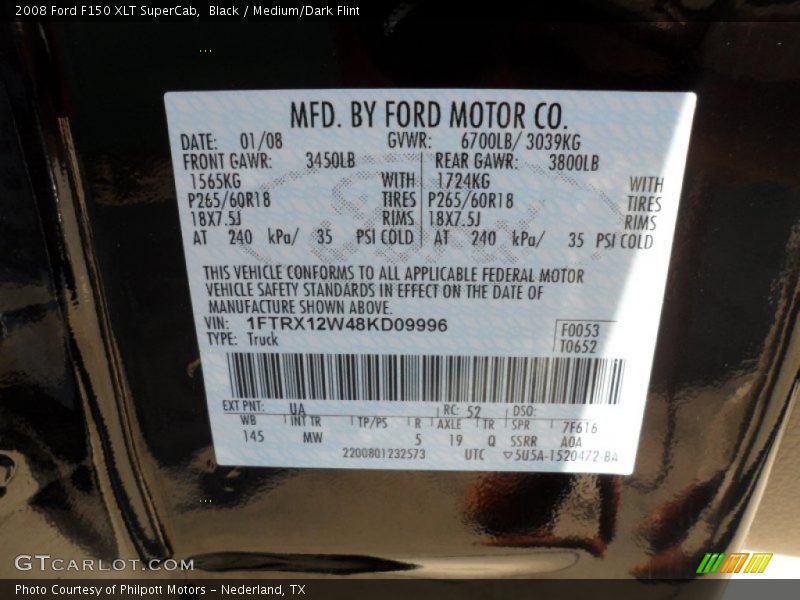 2008 Ford F150 XLT SuperCab,  Black / Medium/Dark Flint
MFD. BY FORD MOTOR CO.
DATE: 01/08 GVWR: 6700LB/ 3039KG
FRONT GAWR: 3450LB REAR GAWR: 3800LB
1565KG WITH 1724KG WITH
P265/60R18 TIRES P265/60R18 TIRES
18X7.5J RIMS 18X7.5J RIMS
AT 240 kPa/ 35 PSI COLD AT 240 kPa/ 35 PSI COLD
THIS VEHICLE CONFORMS TO ALL APPLICABLE FEDERAL MOTOR
VEHICLE SAFETY STANDARDS IN EFFECT ON THE DATE OF
MANUFACTURE SHOWN ABOVE.
VIN: 1FTRX12W48KD09996 F0053
TYPE: Truck T0652
EXT PNT: UA RC: 52 DSO:
WB INT TR TP/PS R AXLE TR SPR 7F616
145 MW 5 19 Q SSRR AOA
2200801232573 UTC ▽5U5A-1520472-BA
GTCARLOT.COM
Photo Courtesy of Philpott Motors - Nederland, TX